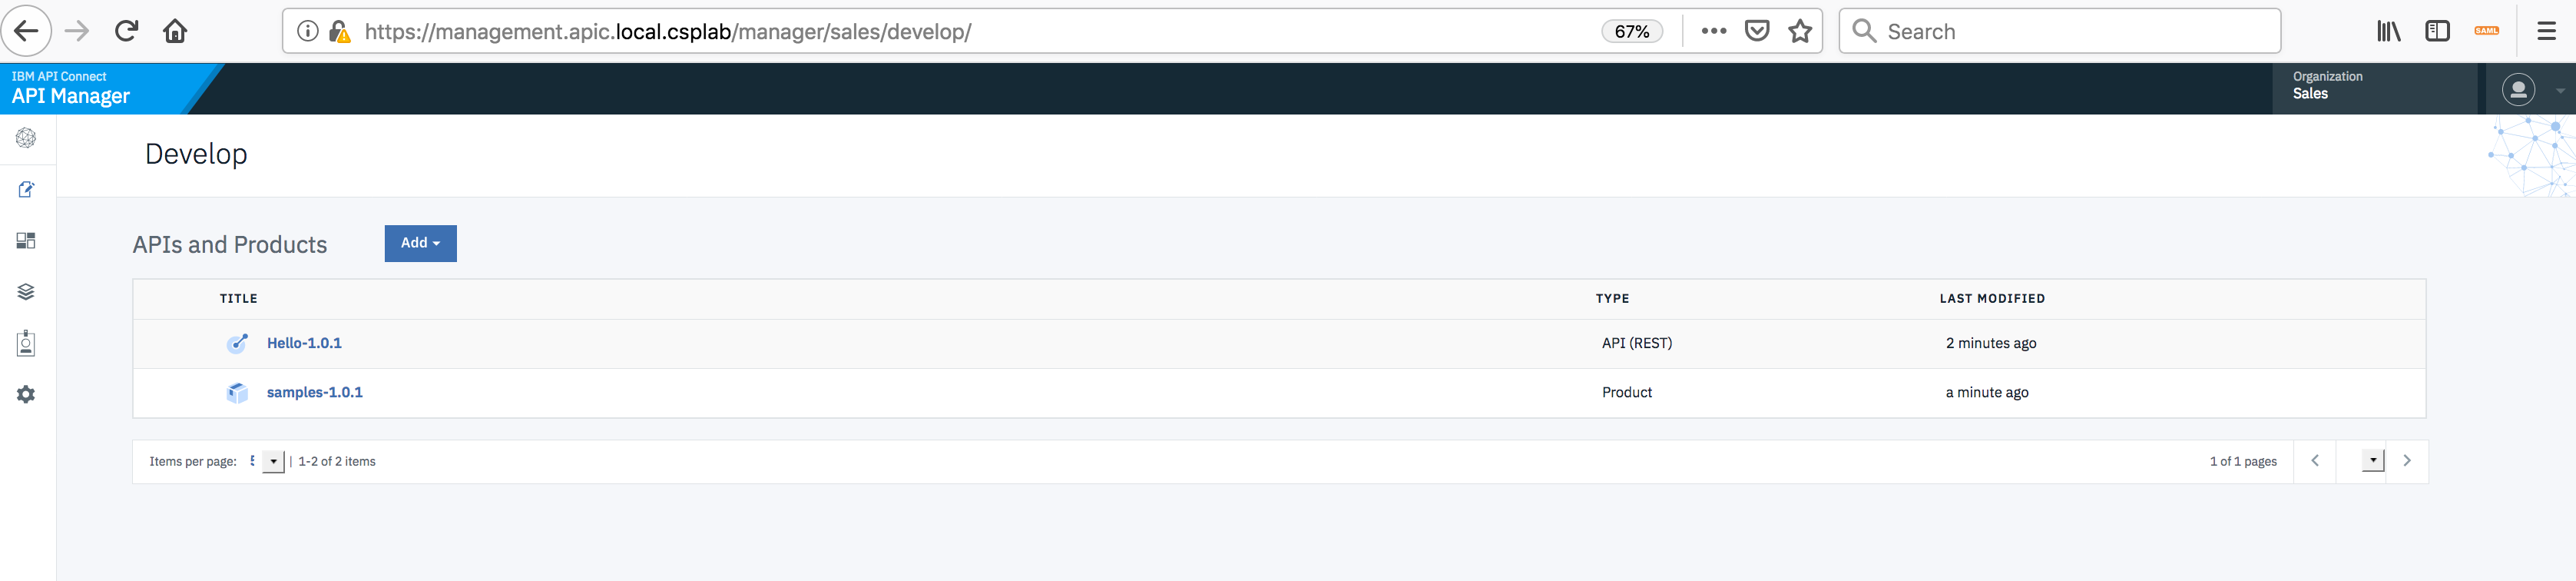 https://management.apic.local.csplab/manager/sales/develop/
67%
Search
SAML
IBM API Connect
API Manager
Organization
Sales
Develop
APIs and Products
Add
TITLE TYPE LAST MODIFIED
Hello-1.0.1 API (REST) 2 minutes ago
samples-1.0.1 Product a minute ago
Items per page: | 1-2 of 2 items
1 of 1 pages